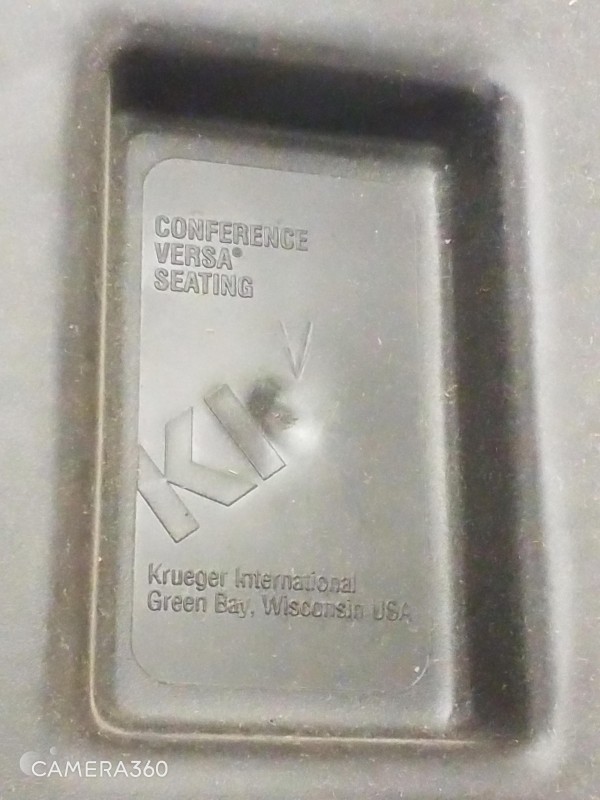 CONFERENCE
VERSA®
SEATING
V
KI
Krueger International
Green Bay, Wisconsin USA
CAMERA360